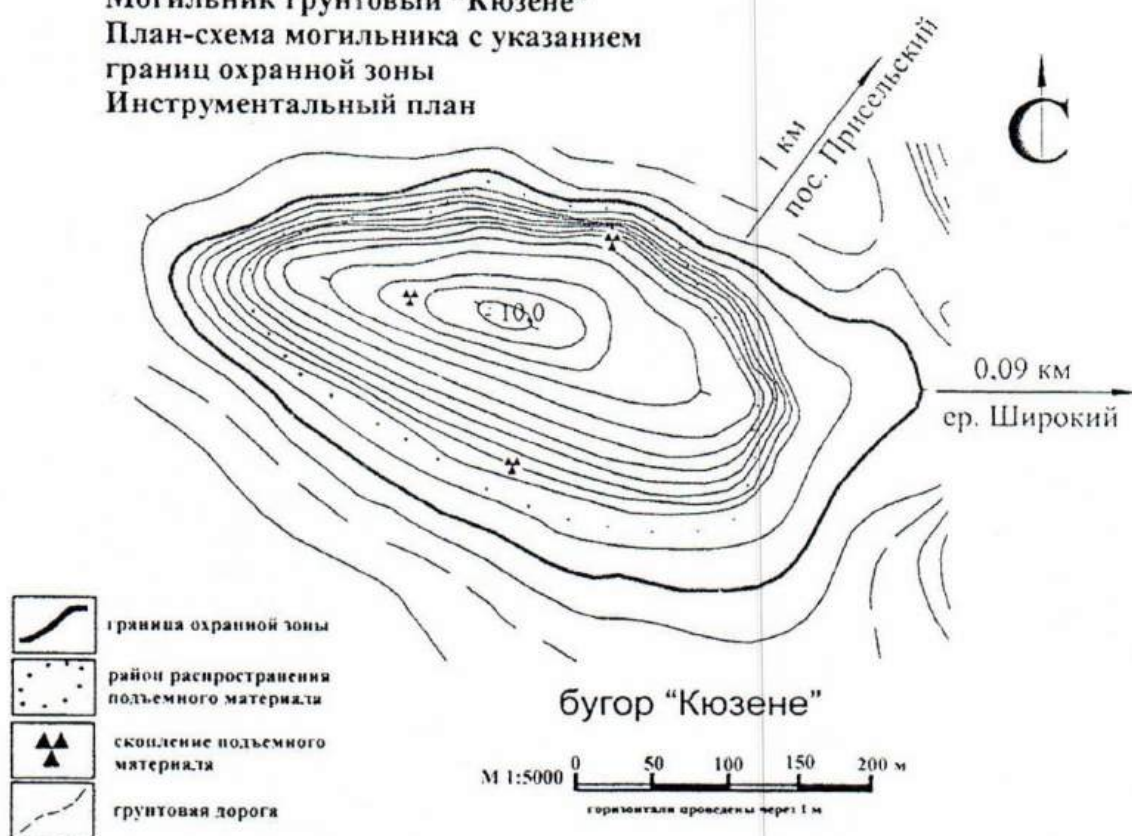 Могильник грунтовый "Кюзене"
План-схема могильника с указанием
границ охранной зоны
Инструментальный план
1 км
пос. Присельский
С
- 10,0
0,09 км
ер. Широкий
граница охранной зоны
район распространения
подъемного материала
скопление подъемного
материала
грунтовая дорога
бугор "Кюзене"
М 1:5000
0 50 100 150 200 м
горизонтали проведены через 1 м